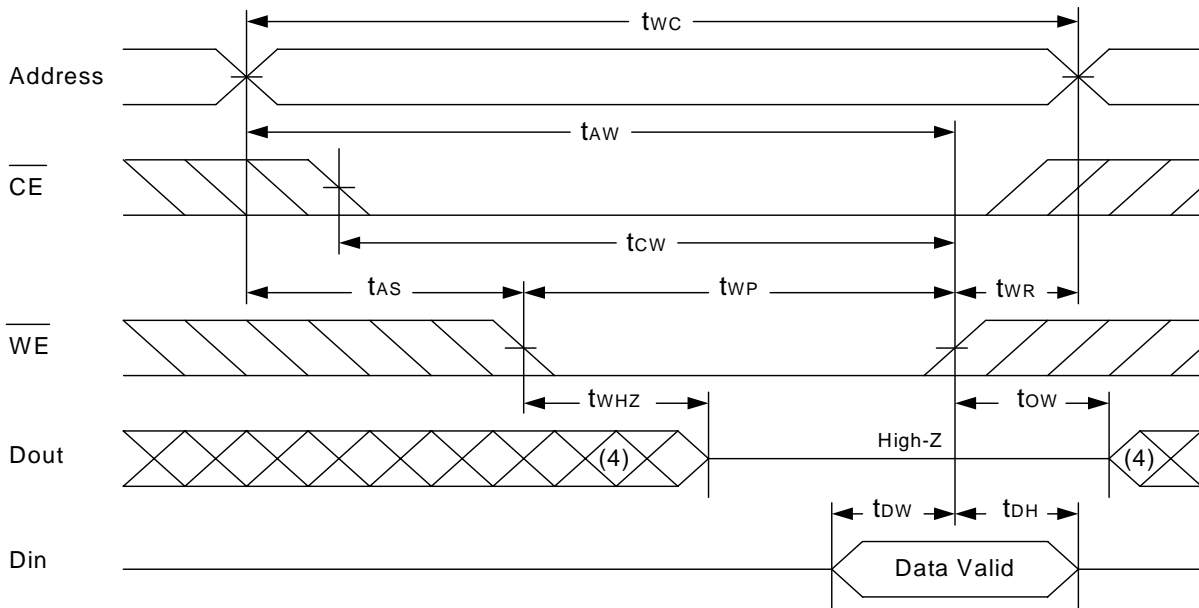 tWC
Address
tAW
CE
tCW
tAS tWP tWR
WE
tWHZ tOW
Dout (4) High-Z (4)
tDW tDH
Din Data Valid